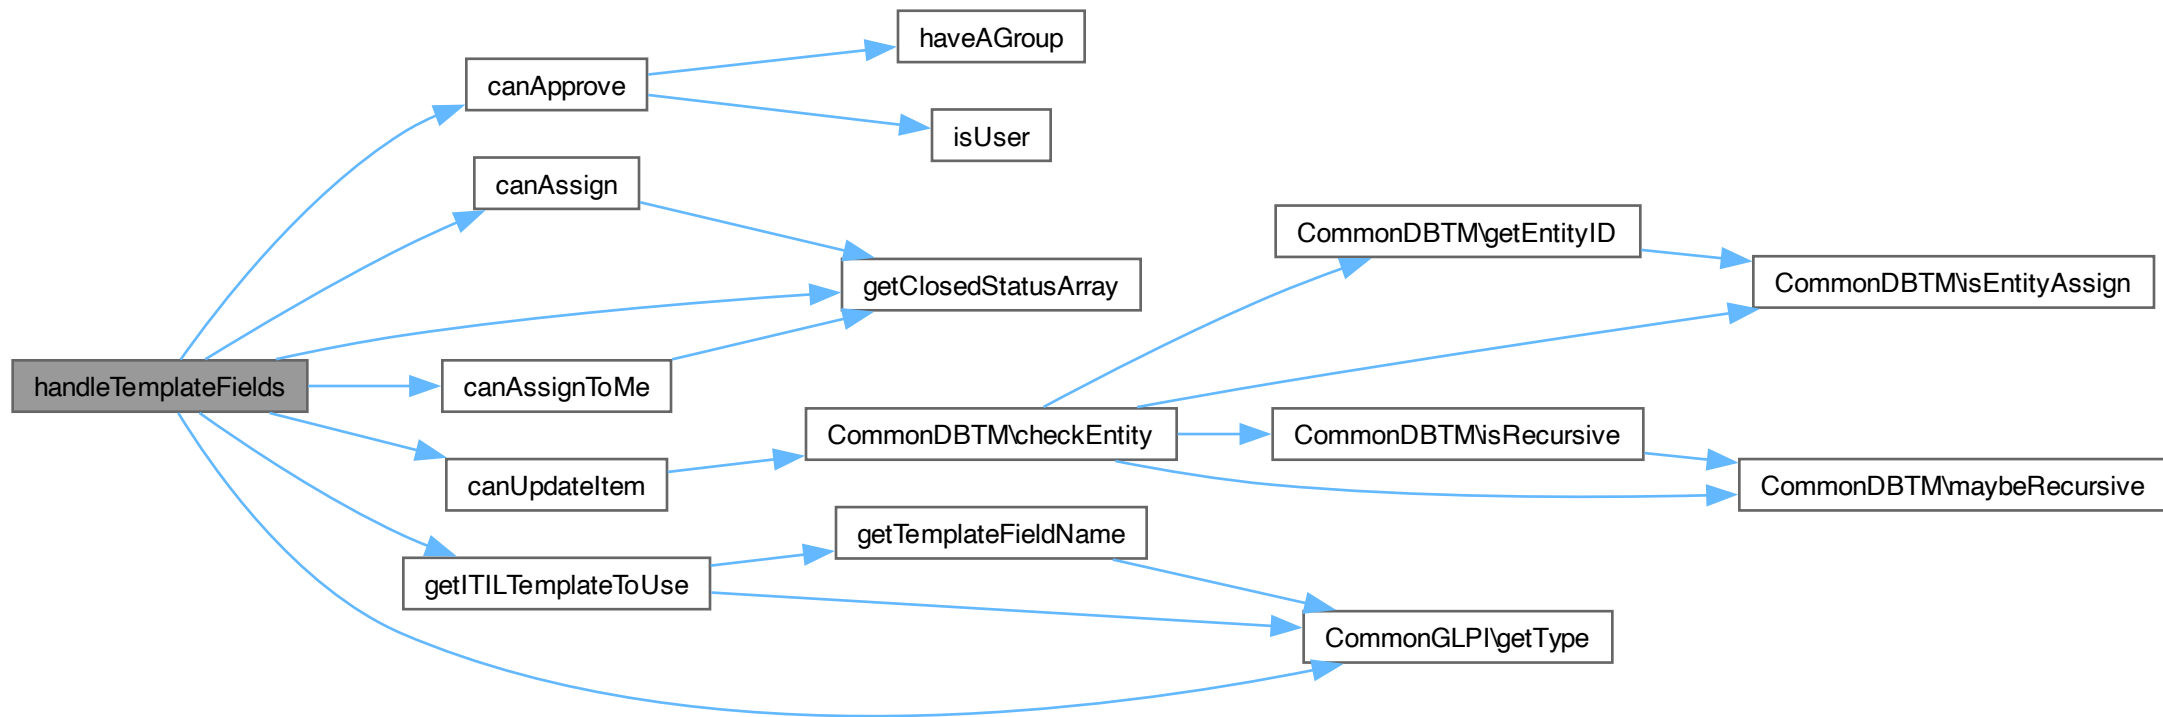 haveAGroup
canApprove
isUser
canAssign
CommonDBTM\getEntityID
CommonDBTM\isEntityAssign
getClosedStatusArray
handleTemplateFields
canAssignToMe
CommonDBTM\checkEntity
CommonDBTM\isRecursive
canUpdateItem
CommonDBTM\maybeRecursive
getTemplateFieldName
getITILTemplateToUse
CommonGLPI\getType